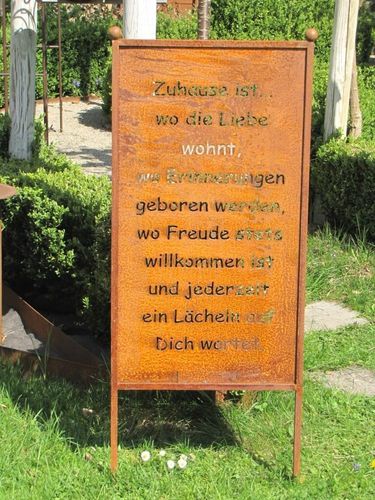 Zuhause ist...
wo die Liebe
wohnt,
wo Erinnerungen
geboren werden,
wo Freude stets
willkommen ist
und jederzeit
ein Lächeln auf
Dich wartet.